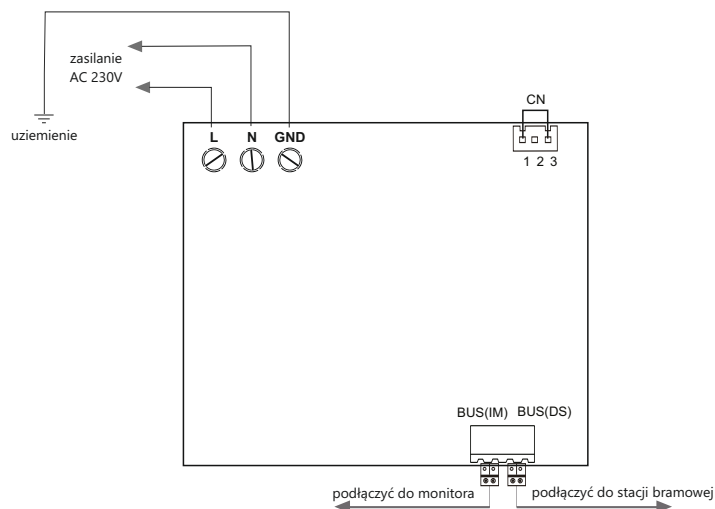 zasilanie
AC 230V
uziemienie
L N GND
CN
1 2 3
BUS(IM) BUS(DS)
podłączyć do monitora
podłączyć do stacji bramowej